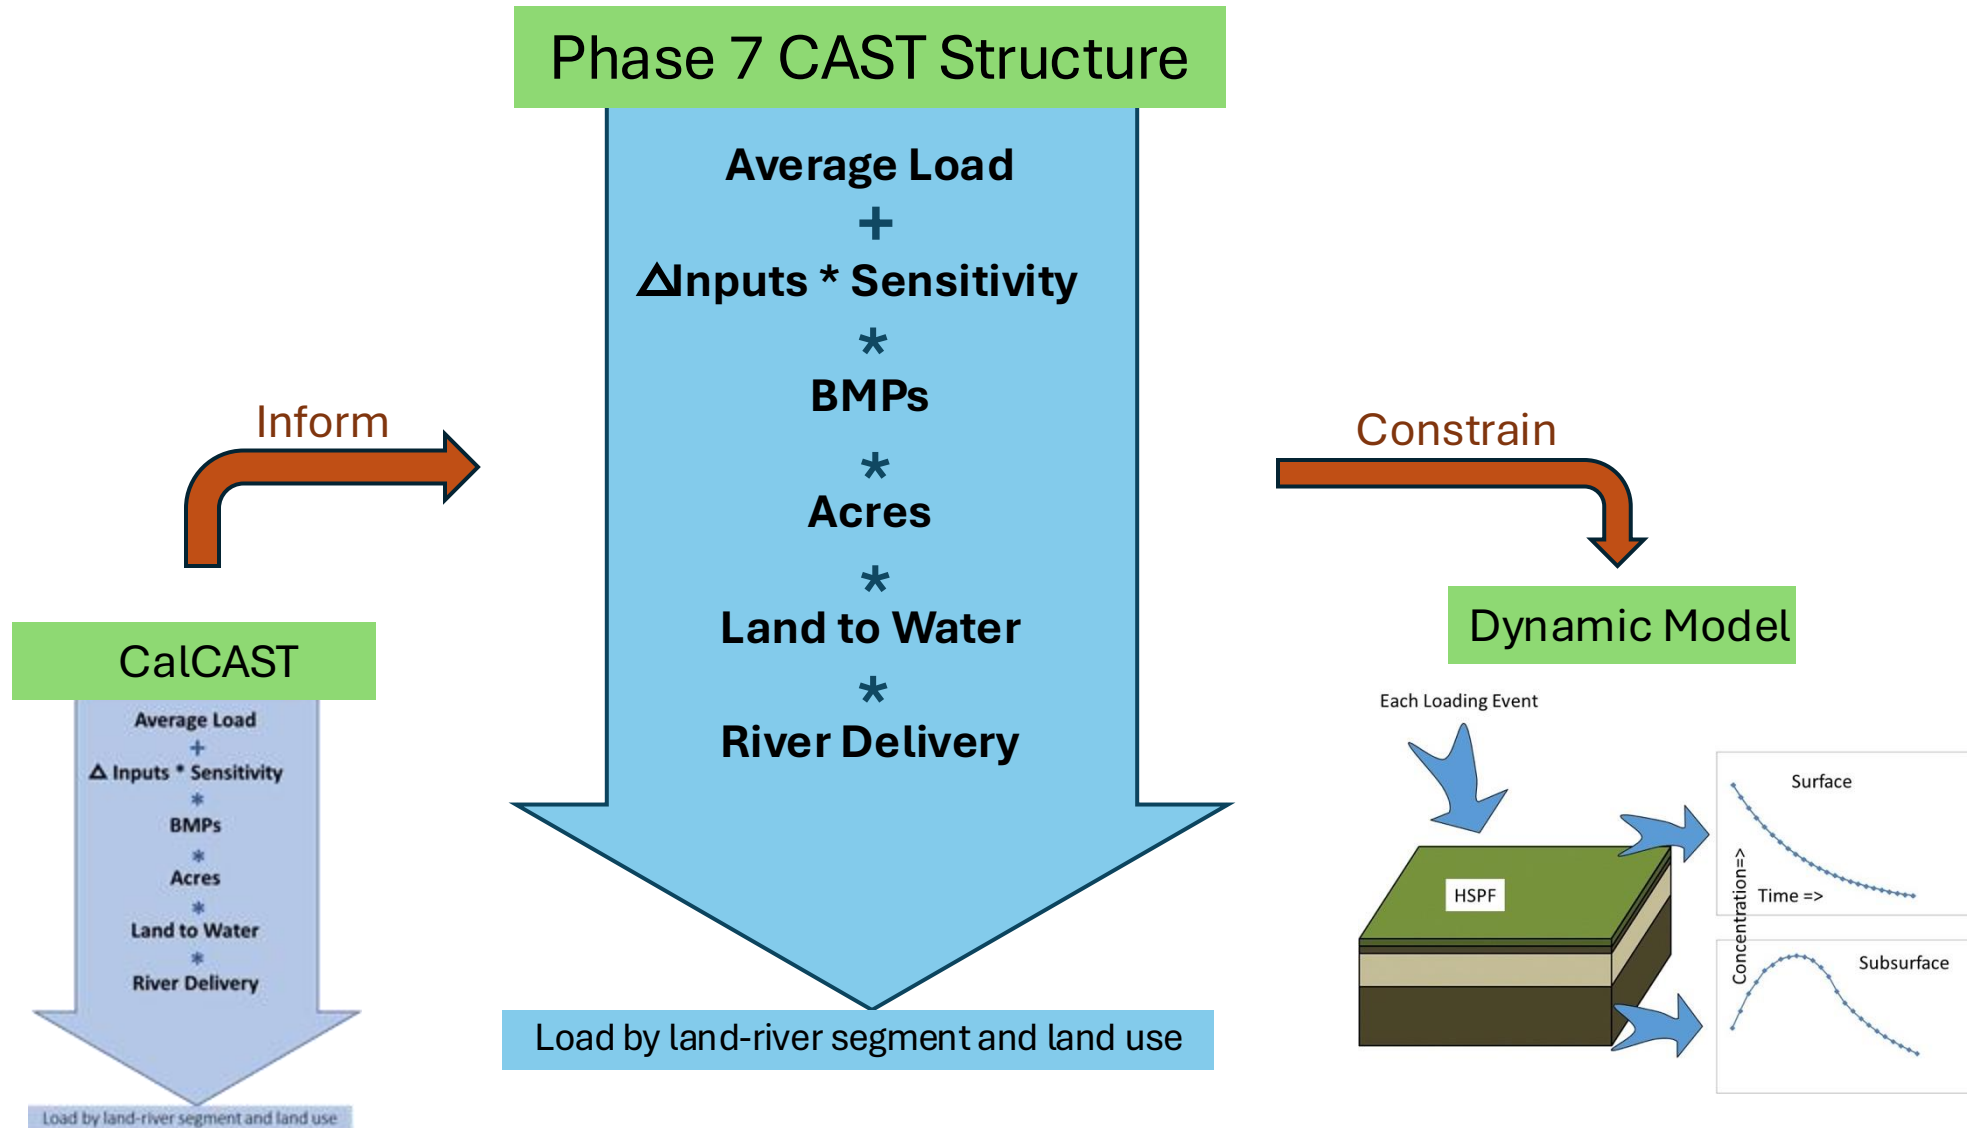 Phase 7 CAST Structure
Average Load
+
ΔInputs * Sensitivity
*
BMPs
*
Acres
*
Land to Water
*
River Delivery
Load by land-river segment and land use
Inform
CalCAST
Average Load
+
Δ Inputs * Sensitivity
*
BMPs
*
Acres
*
Land to Water
*
River Delivery
Load by land-river segment and land use
Constrain
Dynamic Model
Each Loading Event
HSPF
Surface
Concentration=>
Time =>
Subsurface